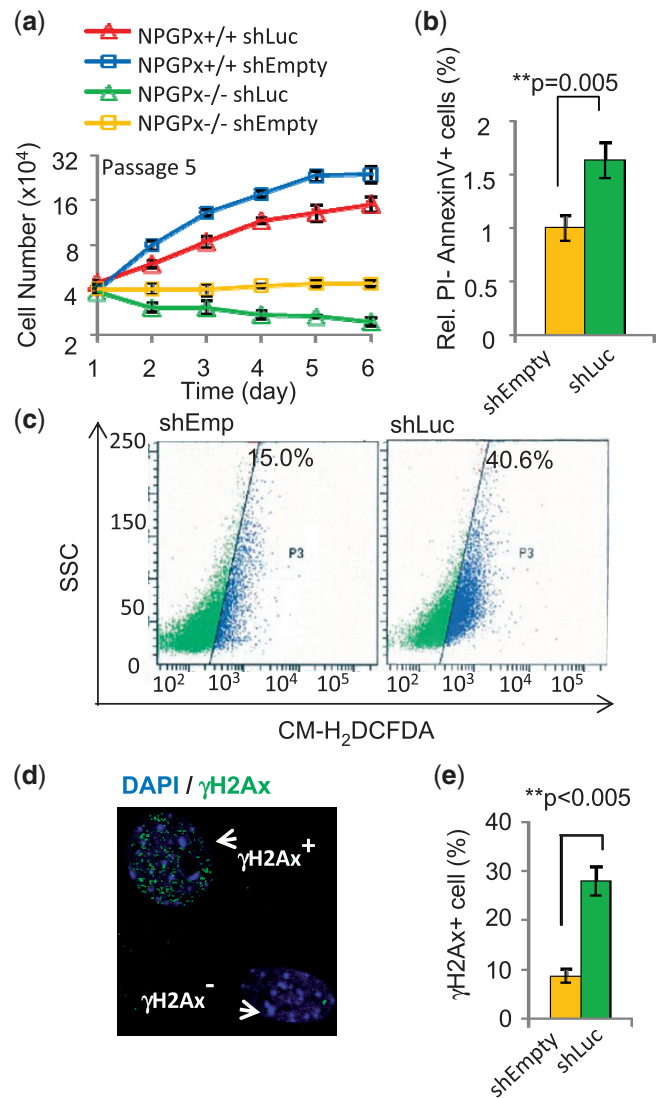 (a)
NPGPx+/+ shLuc
NPGPx+/+ shEmpty
NPGPx-/- shLuc
NPGPx-/- shEmpty
Passage 5
Cell Number (x10⁴)
32
16
8
4
2
1 2 3 4 5 6
Time (day)
(b)
**p=0.005
Rel. PI- AnnexinV+ cells (%)
2
1.5
1
0.5
0
shEmpty
shLuc
(c)
shEmp
shLuc
SSC
250
150
100
50
0
15.0%
P3
40.6%
P3
10² 10³ 10⁴ 10⁵
10² 10³ 10⁴ 10⁵
CM-H₂DCFDA
(d)
DAPI / γH2Ax
γH2Ax⁺
γH2Ax⁻
(e)
**p<0.005
γH2Ax+ cell (%)
40
30
20
10
0
shEmpty
shLuc